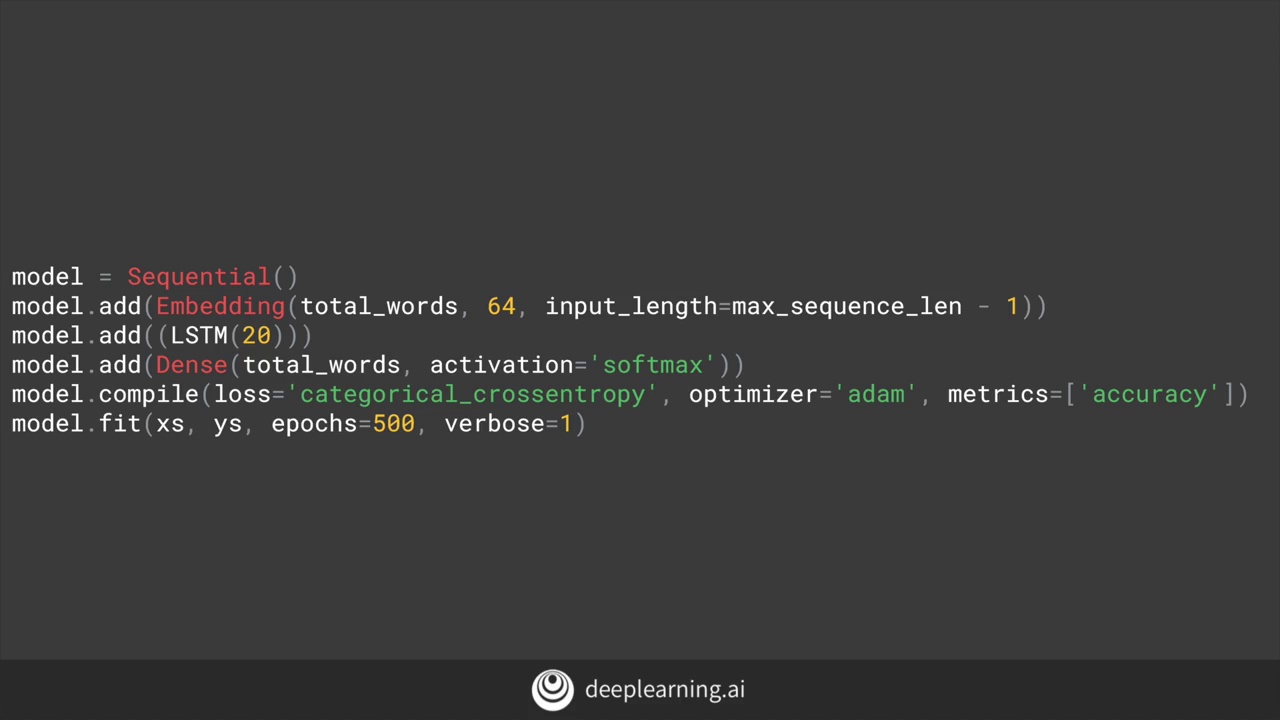 model = Sequential()
model.add(Embedding(total_words, 64, input_length=max_sequence_len - 1))
model.add((LSTM(20)))
model.add(Dense(total_words, activation='softmax'))
model.compile(loss='categorical_crossentropy', optimizer='adam', metrics=['accuracy'])
model.fit(xs, ys, epochs=500, verbose=1)
deeplearning.ai